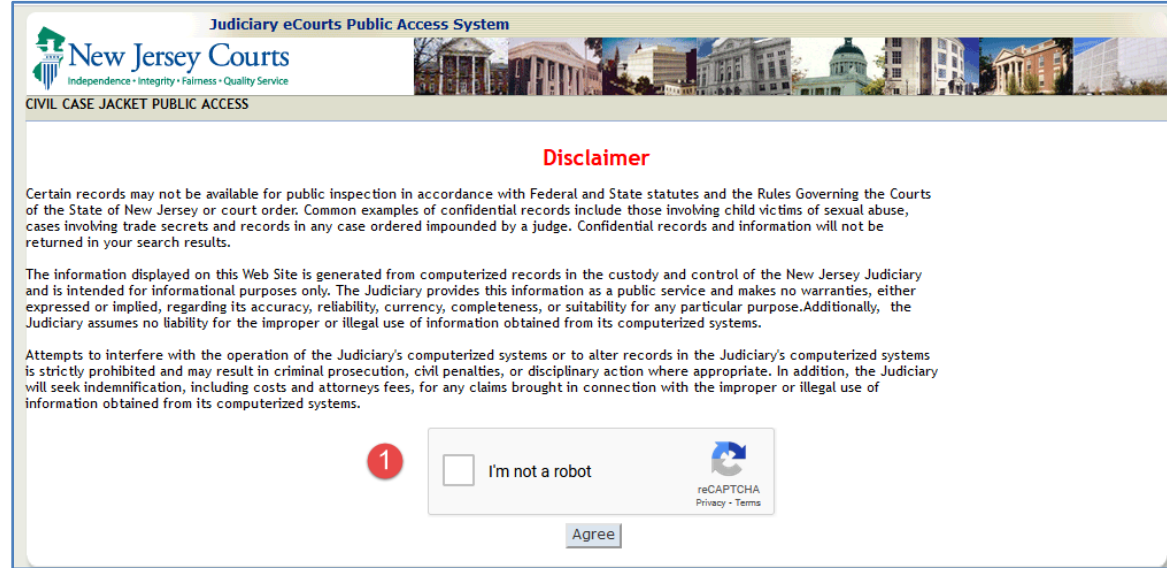 Judiciary eCourts Public Access System
New Jersey Courts
Independence • Integrity • Fairness • Quality Service
CIVIL CASE JACKET PUBLIC ACCESS
Disclaimer
Certain records may not be available for public inspection in accordance with Federal and State statutes and the Rules Governing the Courts
of the State of New Jersey or court order. Common examples of confidential records include those involving child victims of sexual abuse,
cases involving trade secrets and records in any case ordered impounded by a judge. Confidential records and information will not be
returned in your search results.
The information displayed on this Web Site is generated from computerized records in the custody and control of the New Jersey Judiciary
and is intended for informational purposes only. The Judiciary provides this information as a public service and makes no warranties, either
expressed or implied, regarding its accuracy, reliability, currency, completeness, or suitability for any particular purpose.Additionally, the
Judiciary assumes no liability for the improper or illegal use of information obtained from its computerized systems.
Attempts to interfere with the operation of the Judiciary's computerized systems or to alter records in the Judiciary's computerized systems
is strictly prohibited and may result in criminal prosecution, civil penalties, or disciplinary action where appropriate. In addition, the Judiciary
will seek indemnification, including costs and attorneys fees, for any claims brought in connection with the improper or illegal use of
information obtained from its computerized systems.
1
I'm not a robot
reCAPTCHA
Privacy - Terms
Agree